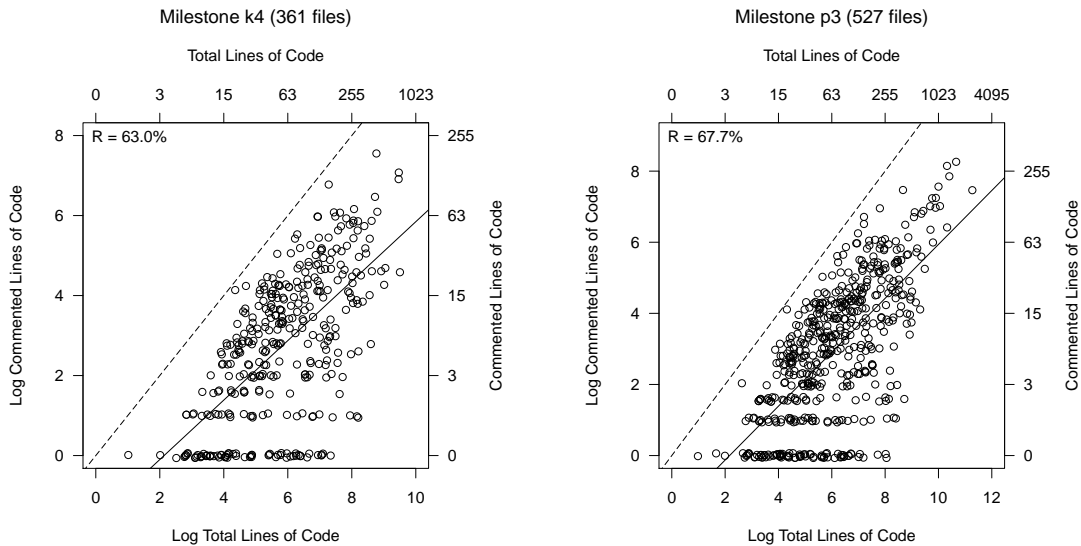 Milestone k4 (361 files)
Total Lines of Code
0 3 15 63 255 1023
R = 63.0%
8 255
6 63
4 15
2 3
0 0
Log Commented Lines of Code
Commented Lines of Code
0 2 4 6 8 10
Log Total Lines of Code
Milestone p3 (527 files)
Total Lines of Code
0 3 15 63 255 1023 4095
R = 67.7%
8 255
6 63
4 15
2 3
0 0
Log Commented Lines of Code
Commented Lines of Code
0 2 4 6 8 10 12
Log Total Lines of Code